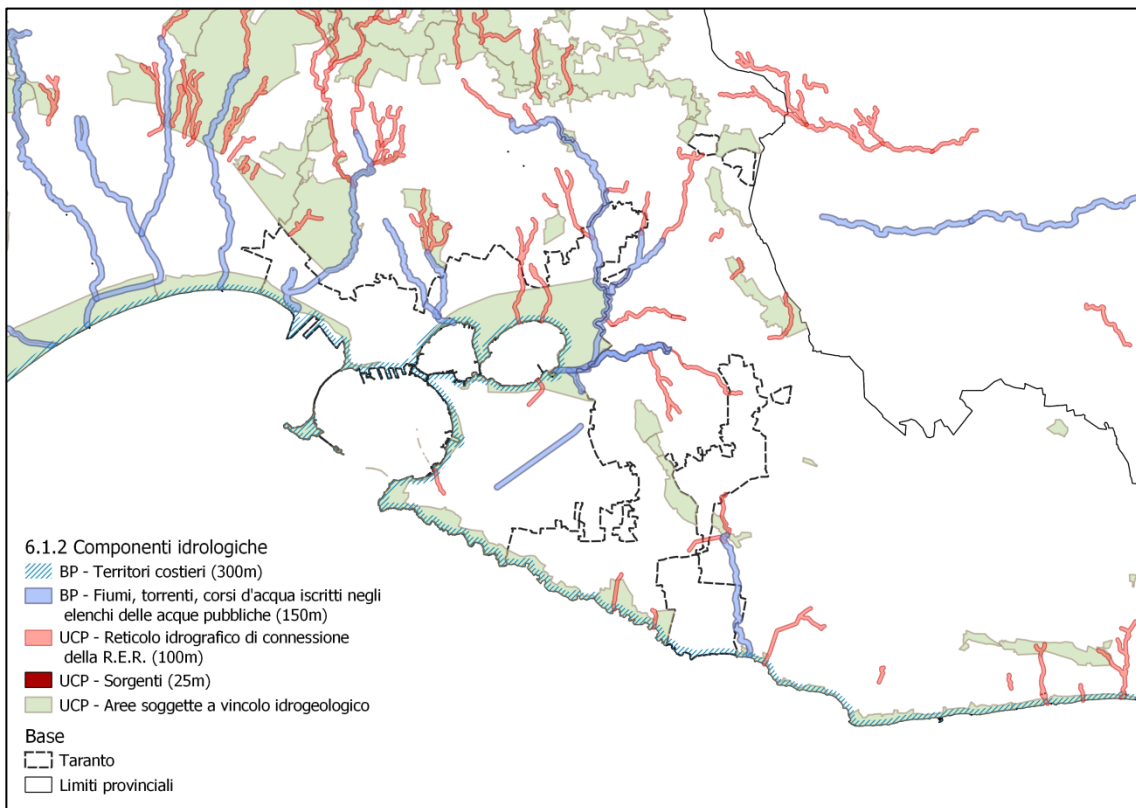 6.1.2 Componenti idrologiche
BP - Territori costieri (300m)
BP - Fiumi, torrenti, corsi d'acqua iscritti negli
elenchi delle acque pubbliche (150m)
UCP - Reticolo idrografico di connessione
della R.E.R. (100m)
UCP - Sorgenti (25m)
UCP - Aree soggette a vincolo idrogeologico
Base
Taranto
Limiti provinciali